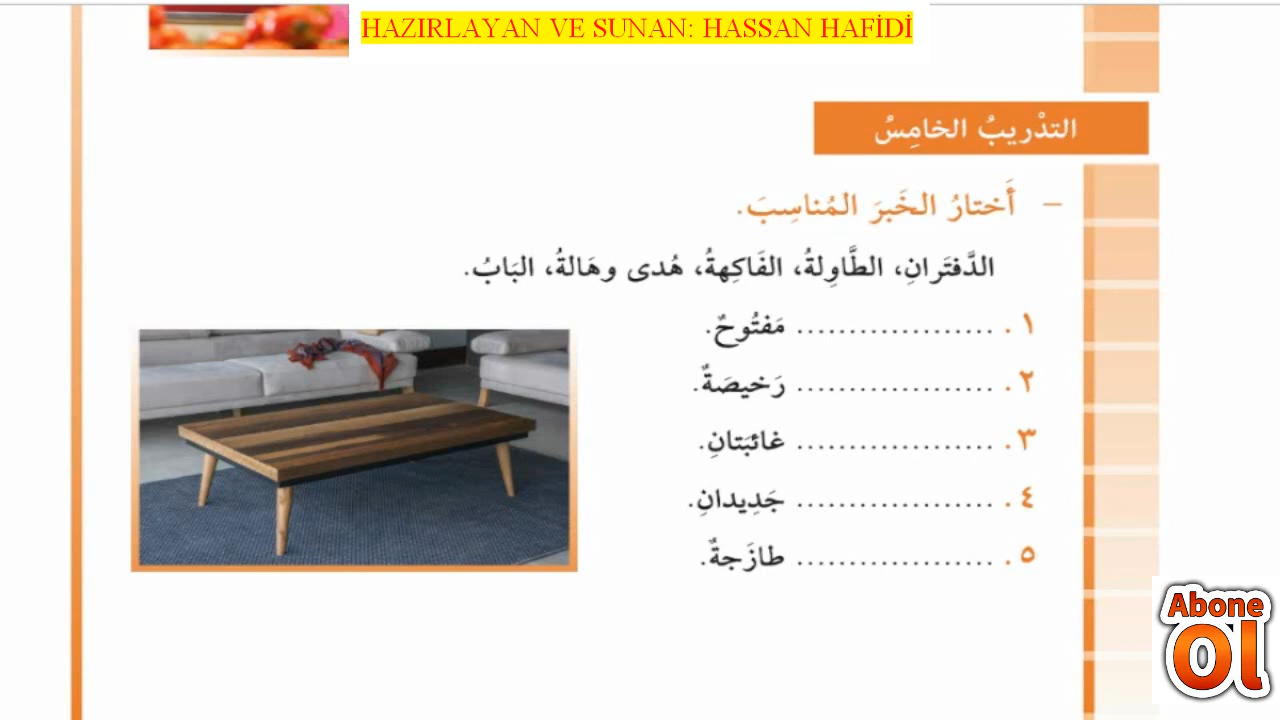 HAZIRLAYAN VE SUNAN: HASSAN HAFİDİ
التدْريبُ الخامِسُ
– أَختارُ الخَبرَ المُناسِبَ.
الدَّفتَرانِ، الطَّاوِلةُ، الفَاكِهةُ، هُدى وهَالةُ، البَابُ.
١. ................... مَفتُوحٌ.
٢. ................... رَخيصَةٌ.
٣. ................... غائبَتانِ.
٤. ................... جَدِيدانِ.
٥. ................... طازَجةٌ.
Abone
Ol